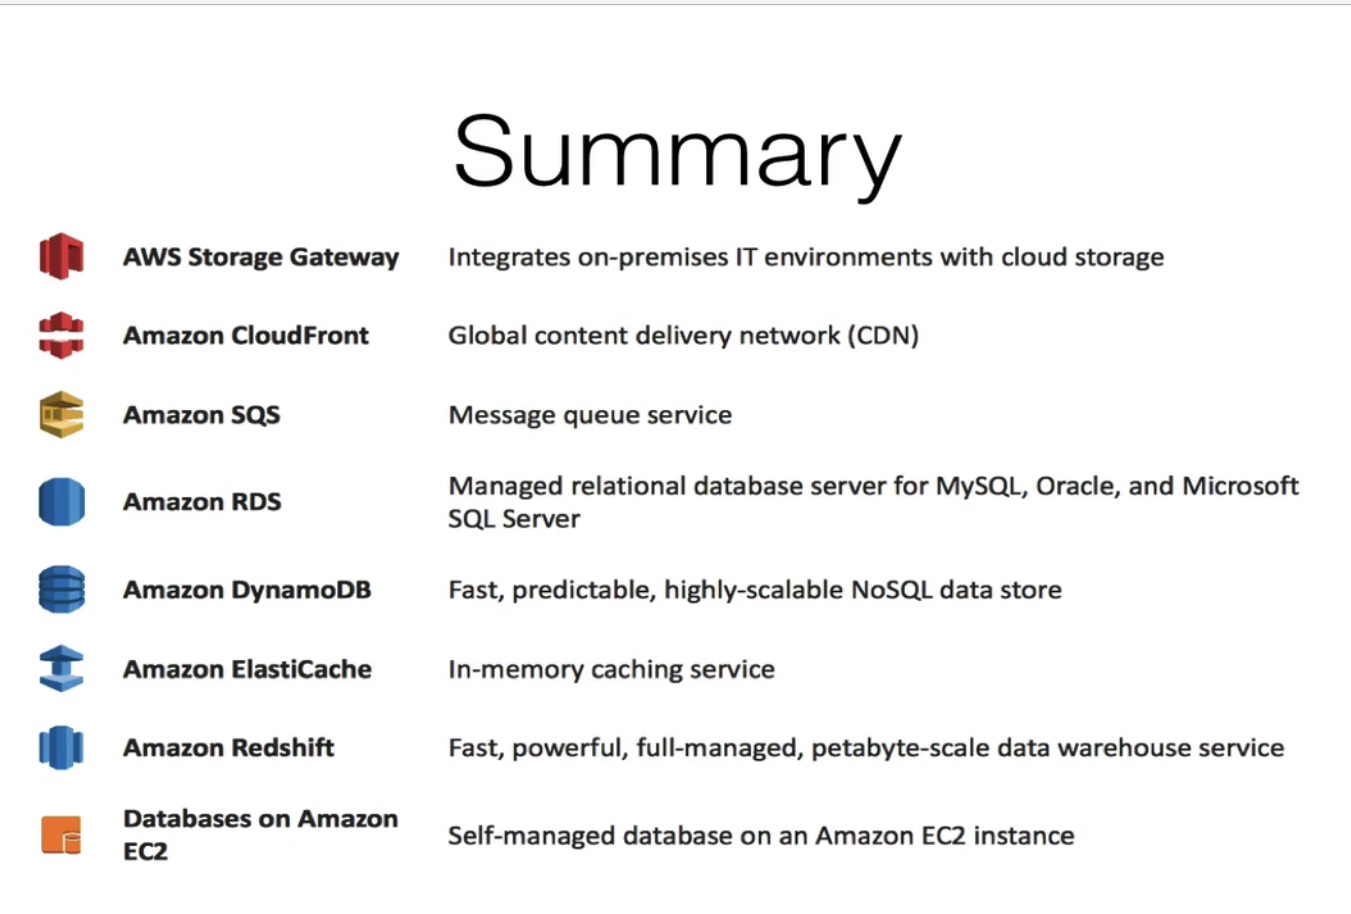 Summary
AWS Storage Gateway Integrates on-premises IT environments with cloud storage
Amazon CloudFront Global content delivery network (CDN)
Amazon SQS Message queue service
Amazon RDS Managed relational database server for MySQL, Oracle, and Microsoft
SQL Server
Amazon DynamoDB Fast, predictable, highly-scalable NoSQL data store
Amazon ElastiCache In-memory caching service
Amazon Redshift Fast, powerful, full-managed, petabyte-scale data warehouse service
Databases on Amazon
EC2
Self-managed database on an Amazon EC2 instance